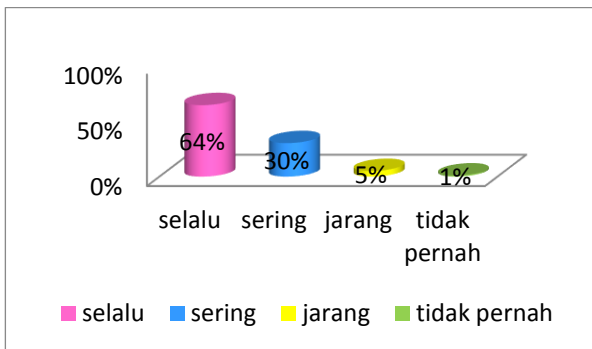 100%
50%
0%
64%
30%
5%
1%
selalu sering jarang tidak
pernah
selalu sering jarang tidak pernah